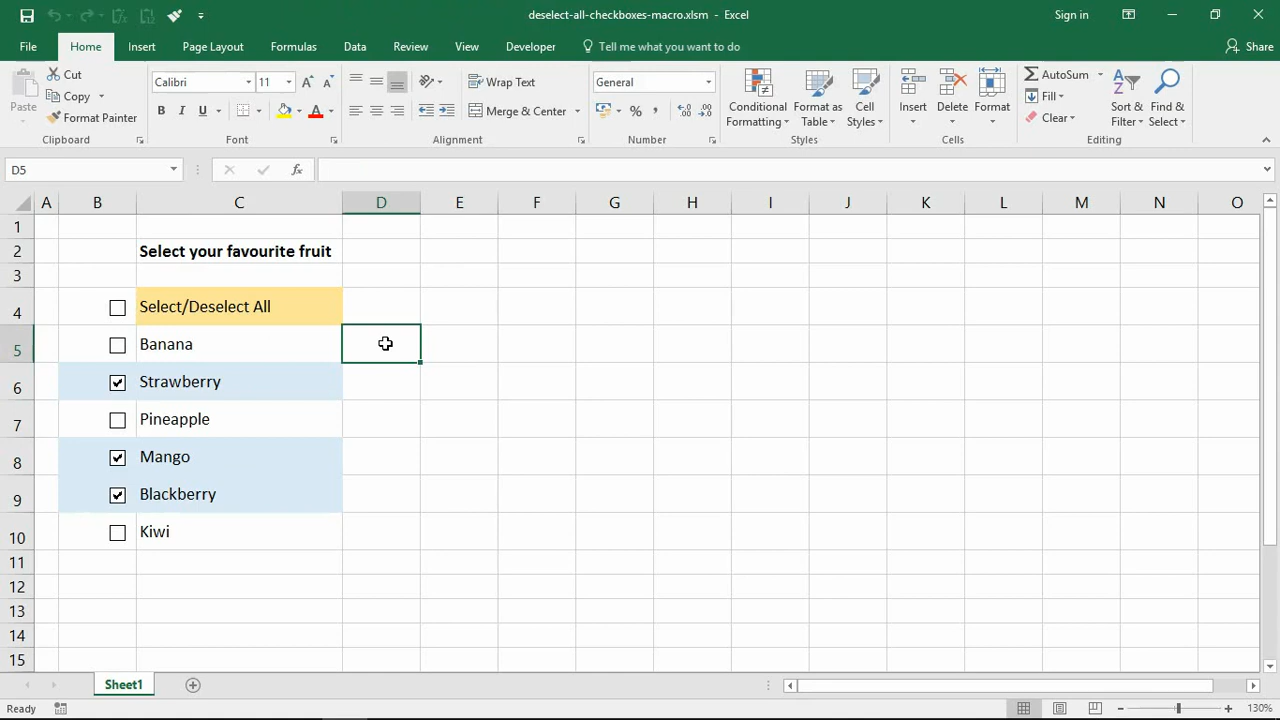 deselect-all-checkboxes-macro.xlsm - Excel
Sign in
File Home Insert Page Layout Formulas Data Review View Developer Tell me what you want to do Share
Paste
Cut
Copy
Format Painter
Clipboard
Calibri 11
B I U
A
Font
Wrap Text
Merge & Center
Alignment
General
%
Number
Conditional Formatting
Format as Table
Cell Styles
Styles
Insert
Delete
Format
Cells
AutoSum
Fill
Clear
Sort & Filter
Find & Select
Editing
D5
fx
A B C D E F G H I J K L M N O
1
2 Select your favourite fruit
3
4 Select/Deselect All
5 Banana
6 Strawberry
7 Pineapple
8 Mango
9 Blackberry
10 Kiwi
11
12
13
14
15
Sheet1
Ready
130%